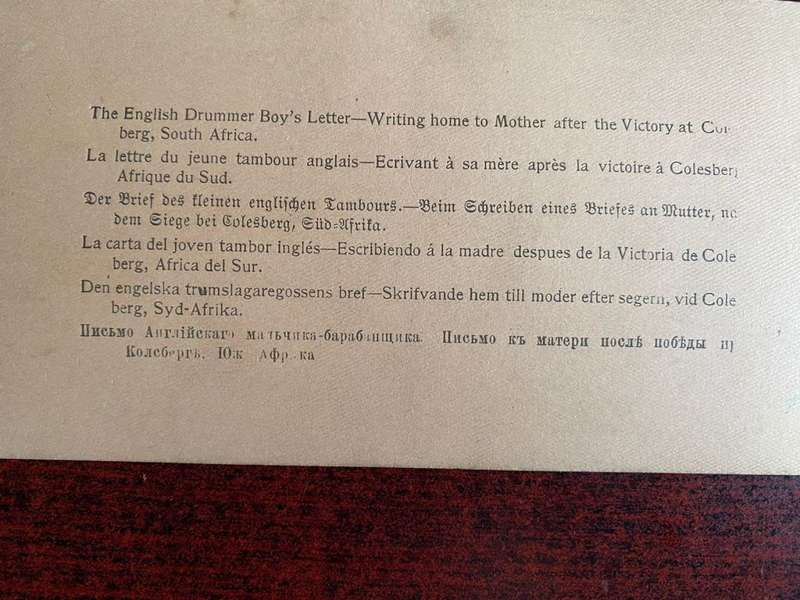 The English Drummer Boy's Letter—Writing home to Mother after the Victory at
berg, South Africa.
La lettre du jeune tambour anglais—Ecrivant à sa mère après la victoire à Colesberg
Afrique du Sud.
Der Brief des kleinen englischen Tambours.—Beim Schreiben eines Briefes an Mutter,
dem Siege bei Colesberg, Süd-Afrika.
La carta del joven tambor inglés—Escribiendo á la madre despues de la Victoria de Cole
berg, Africa del Sur.
Den engelska trumslagaregossens bref—Skrifvande hem till moder efter segern, vid Cole
berg, Syd-Afrika.
Письмо Англійскаго мальчика-барабанщика. Письмо къ матери послѣ побѣды
Колсбергъ, Юж Африка